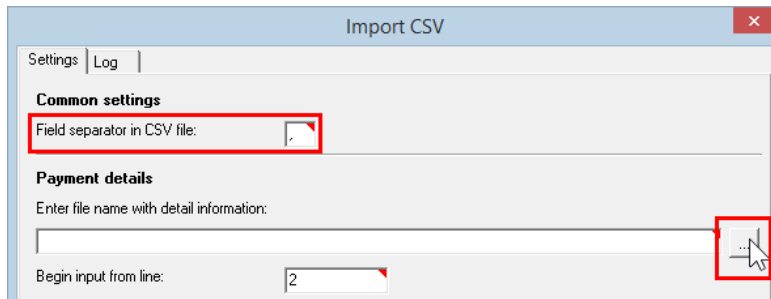 Import CSV
Settings Log
Common settings
Field separator in CSV file: ,
Payment details
Enter file name with detail information:
...
Begin input from line: 2